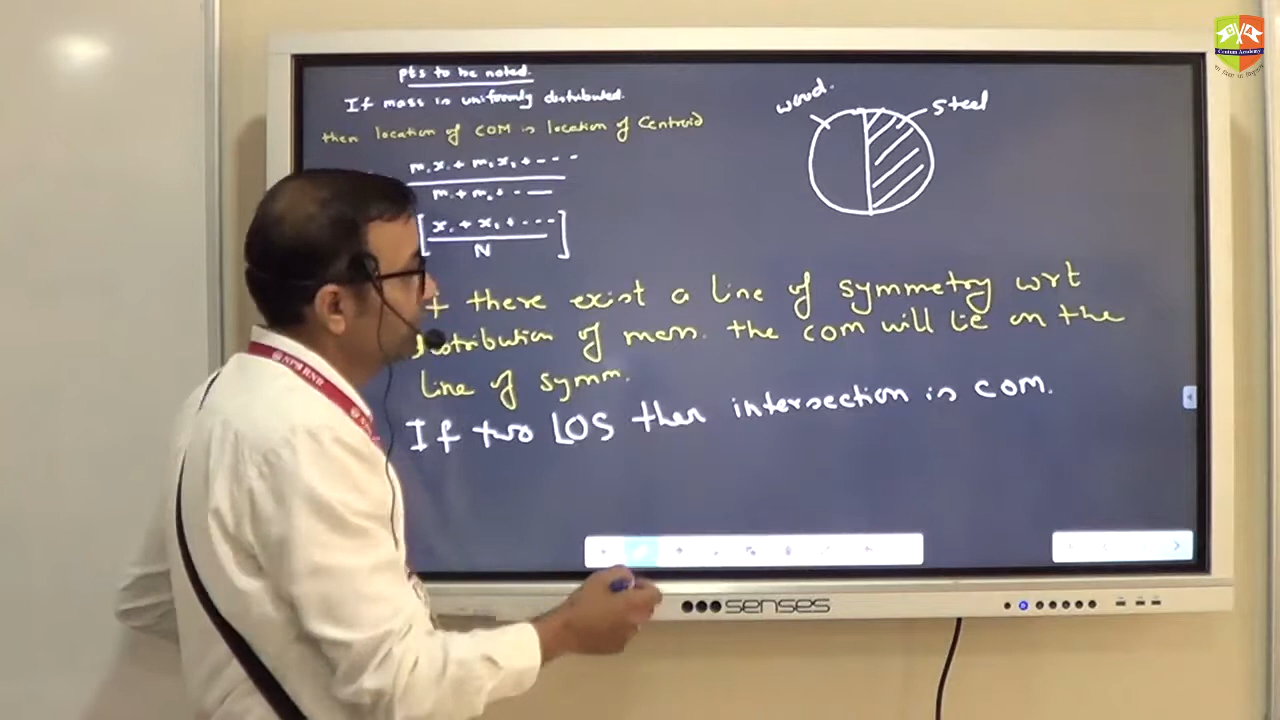 pts to be noted.
If mass is uniformly distributed.
then location of COM is location of Centroid
m₁x₁ + m₂x₂ + ----
m₁ + m₂ + - —
[x₁ + x₂ + ----]
N
wood.
steel
there exist a line of symmetry wrt
distribution of mass. the COM will lie on the
line of symm.
If two LOS then intersection is COM.
senses
Centum Academy